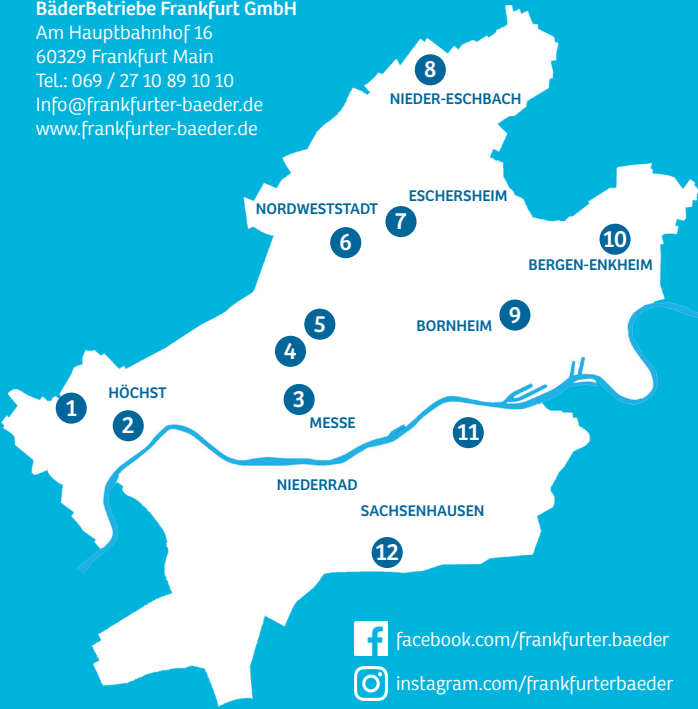 BäderBetriebe Frankfurt GmbH
Am Hauptbahnhof 16
60329 Frankfurt Main
Tel.: 069 / 27 10 89 10 10
Info@frankfurter-baeder.de
www.frankfurter-baeder.de
8
NIEDER-ESCHBACH
ESCHERSHEIM
NORDWESTSTADT
7
6
10
BERGEN-ENKHEIM
9
BORNHEIM
5
4
HÖCHST
3
1
2
MESSE
11
NIEDERRAD
SACHSENHAUSEN
12
facebook.com/frankfurter.baeder
instagram.com/frankfurterbaeder